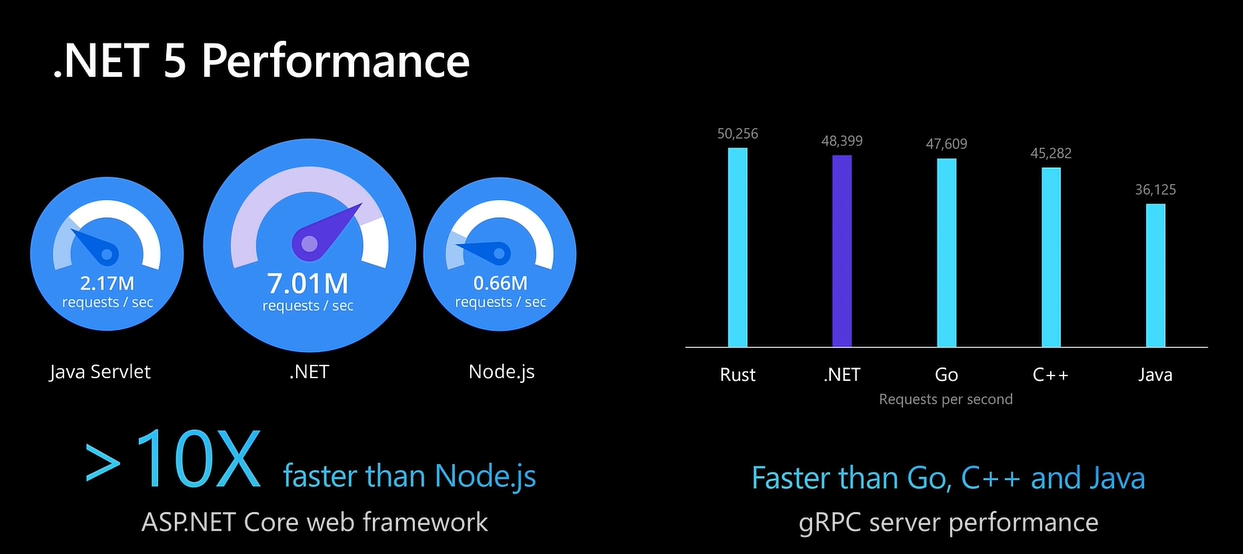 .NET 5 Performance
2.17M
requests / sec
Java Servlet
7.01M
requests / sec
.NET
0.66M
requests / sec
Node.js
> 10X faster than Node.js
ASP.NET Core web framework
50,256
48,399
47,609
45,282
36,125
Rust
.NET
Go
C++
Java
Requests per second
Faster than Go, C++ and Java
gRPC server performance